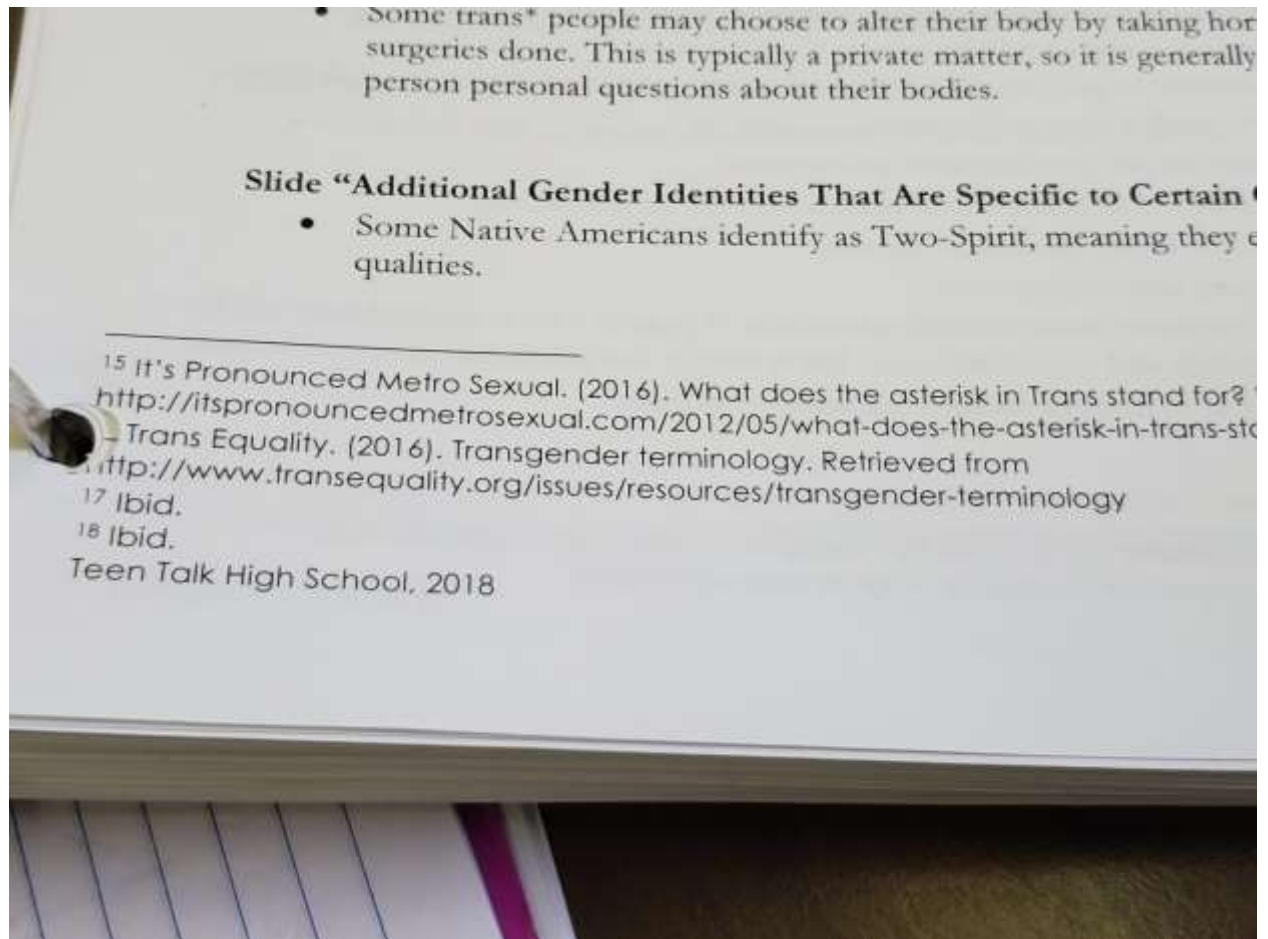 • Some trans* people may choose to alter their body by taking
surgeries done. This is typically a private matter, so it is generally
person personal questions about their bodies.
Slide “Additional Gender Identities That Are Specific to Certain
• Some Native Americans identify as Two-Spirit, meaning they
qualities.
15 It's Pronounced Metro Sexual. (2016). What does the asterisk in Trans stand for?
http://itspronouncedmetrosexual.com/2012/05/what-does-the-asterisk-in-trans-
Trans Equality. (2016). Transgender terminology. Retrieved from
http://www.transequality.org/issues/resources/transgender-terminology
17 Ibid.
18 Ibid.
Teen Talk High School, 2018